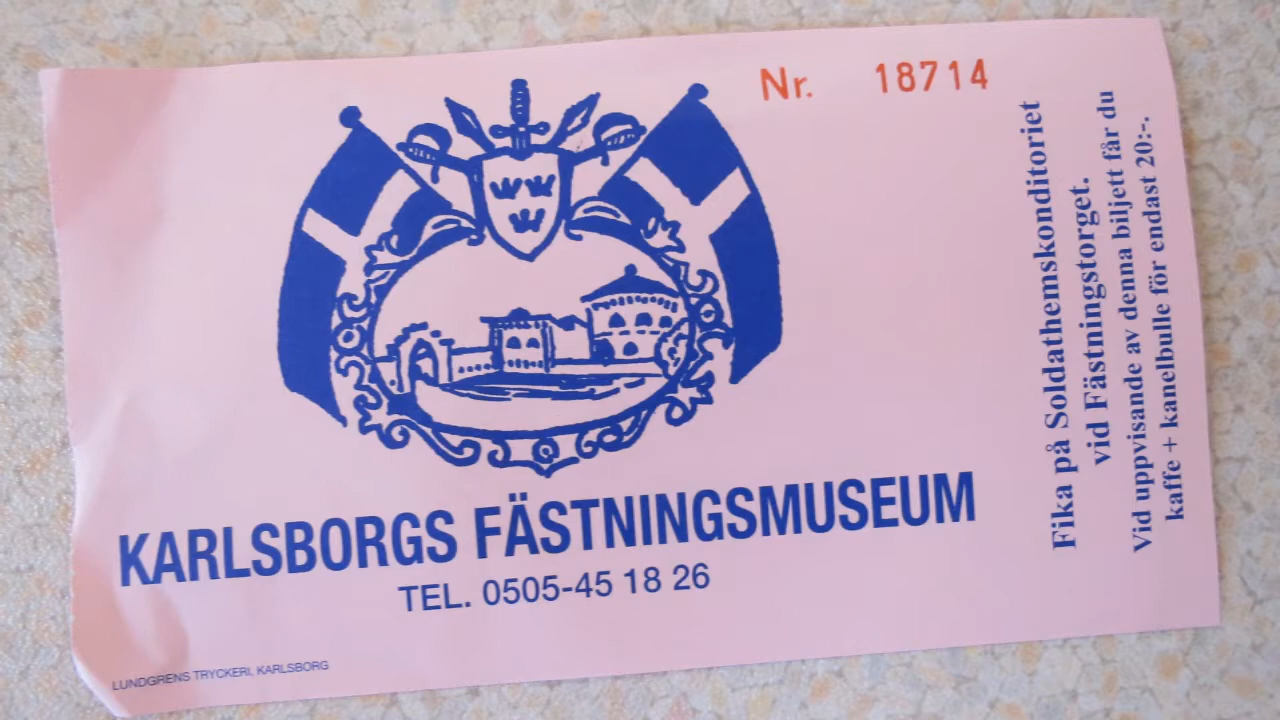 Nr. 18714
KARLSBORGS FÄSTNINGSMUSEUM
TEL. 0505-45 18 26
LUNDGRENS TRYCKERI, KARLSBORG
Fika på Soldathemskonditoriet
vid Fästningstorget.
Vid uppvisande av denna biljett får du
kaffe + kanelbulle för endast 20:-.